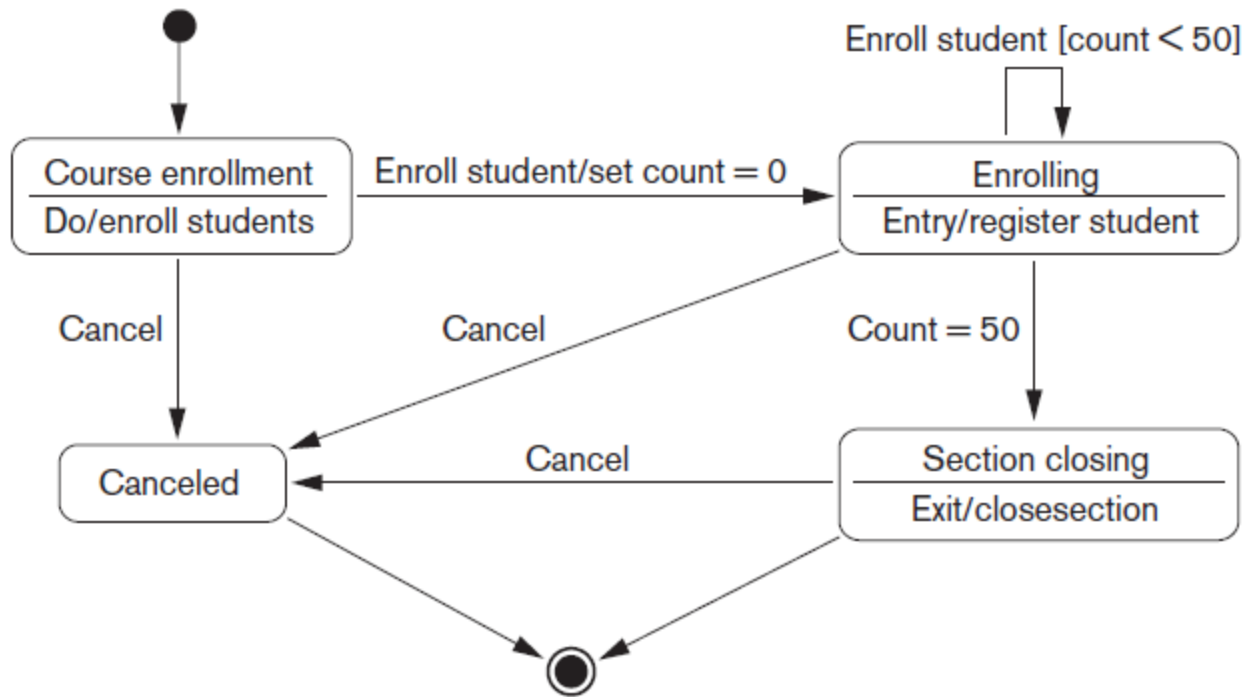 Enroll student [count < 50]
Course enrollment
Do/enroll students
Enroll student/set count = 0
Enrolling
Entry/register student
Cancel
Cancel
Count = 50
Canceled
Cancel
Section closing
Exit/closesection